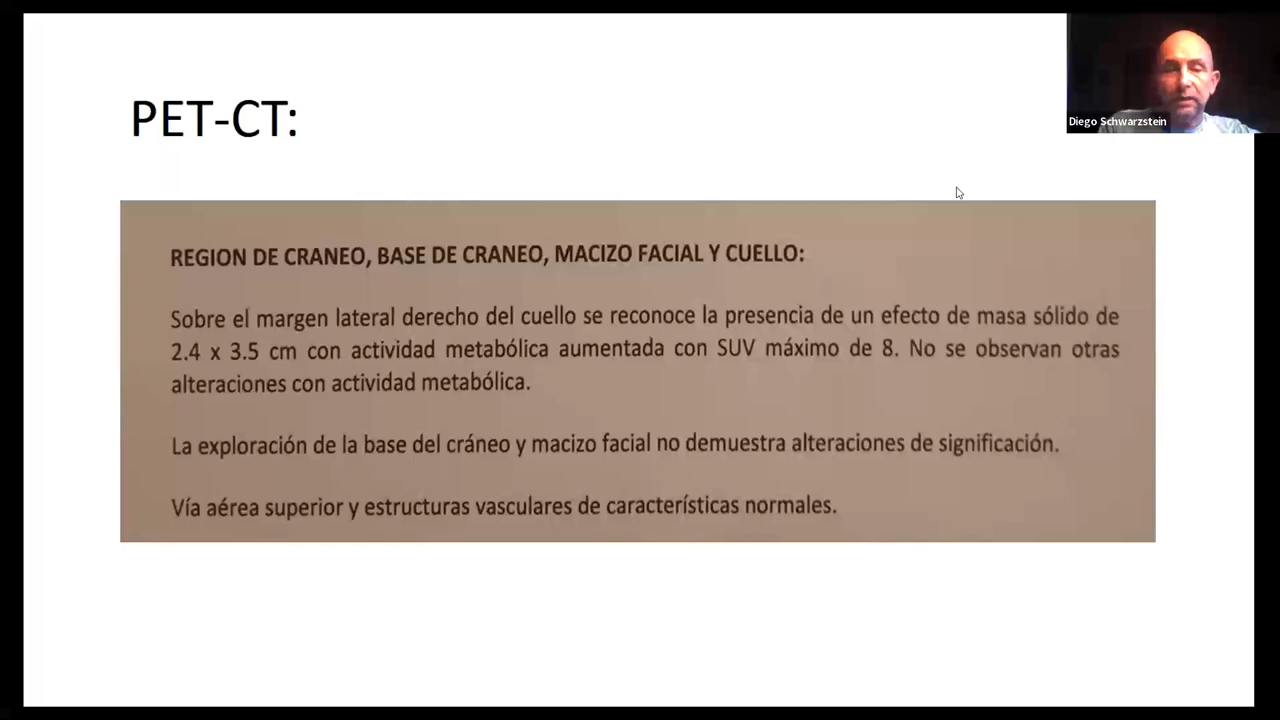 PET-CT:
Diego Schwarzstein
REGION DE CRANEO, BASE DE CRANEO, MACIZO FACIAL Y CUELLO:
Sobre el margen lateral derecho del cuello se reconoce la presencia de un efecto de masa sólido de
2.4 x 3.5 cm con actividad metabólica aumentada con SUV máximo de 8. No se observan otras
alteraciones con actividad metabólica.
La exploración de la base del cráneo y macizo facial no demuestra alteraciones de significación.
Vía aérea superior y estructuras vasculares de características normales.